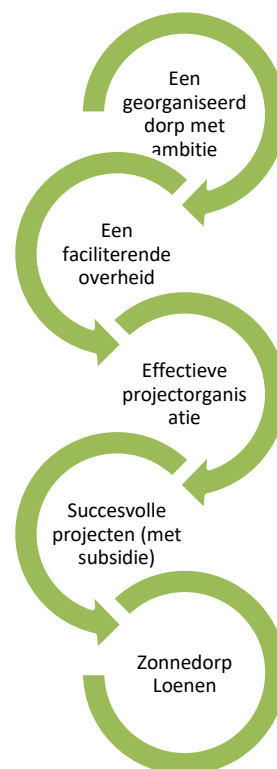 Een
georganiseerd
dorp met
ambitie
Een
faciliterende
overheid
Effectieve
projectorganis
atie
Succesvolle
projecten (met
subsidie)
Zonnedorp
Loenen